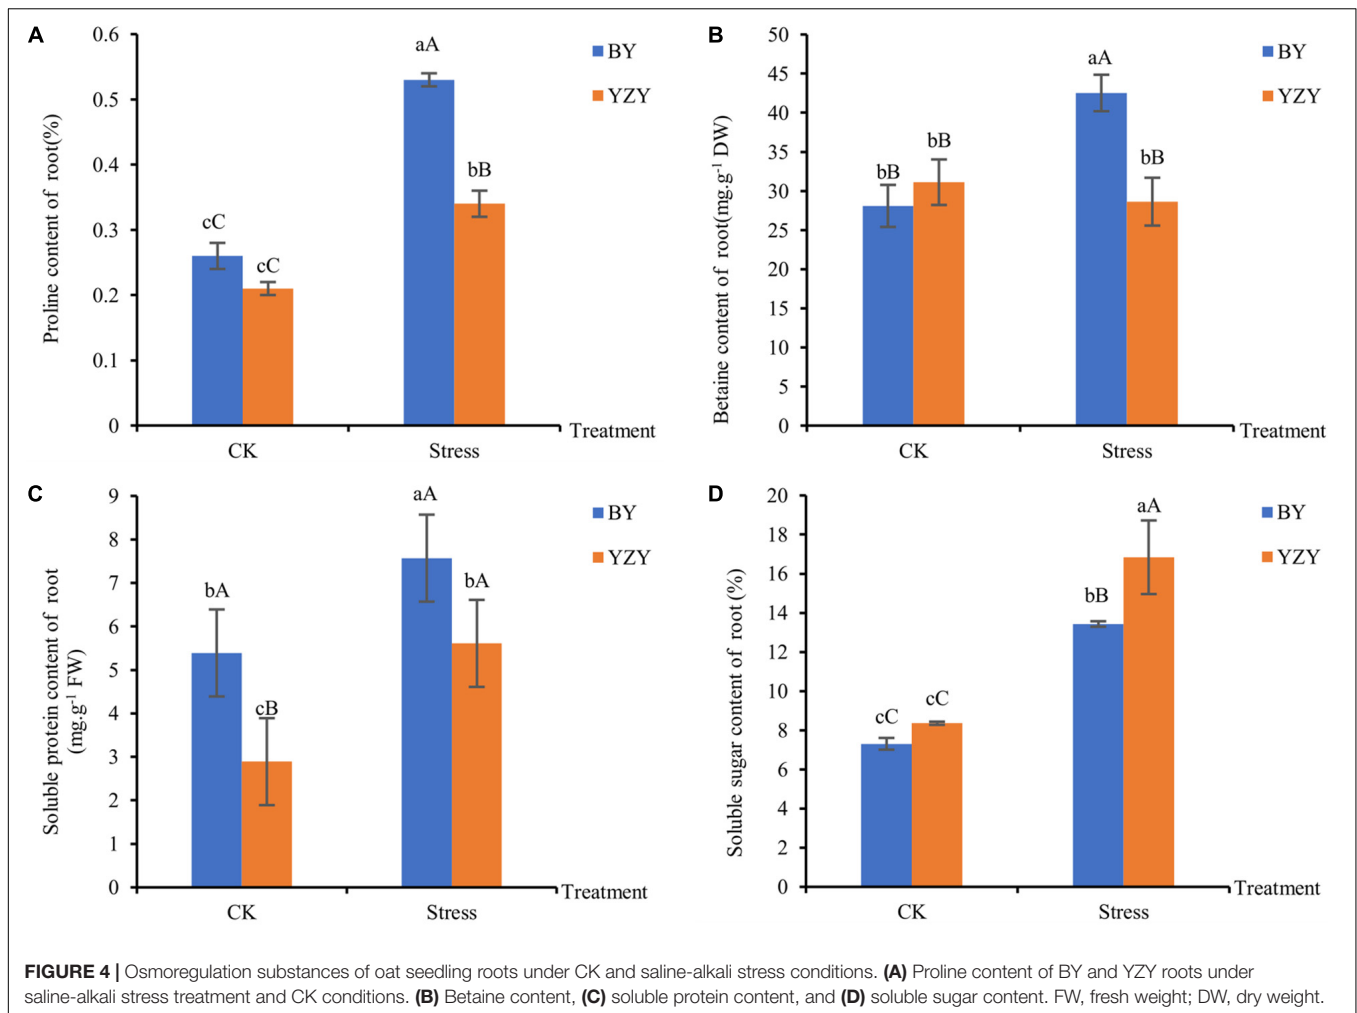 A
0.6
0.5
0.4
0.3
0.2
0.1
0
Proline content of root(%)
cC
cC
aA
bB
BY
YZY
CK
Stress
Treatment
B
50
45
40
35
30
25
20
15
10
5
0
Betaine content of root(mg.g⁻¹ DW)
bB
bB
aA
bB
BY
YZY
CK
Stress
Treatment
C
9
8
7
6
5
4
3
2
1
0
Soluble protein content of root
(mg.g⁻¹ FW)
bA
cB
aA
bA
BY
YZY
CK
Stress
Treatment
D
20
18
16
14
12
10
8
6
4
2
0
Soluble sugar content of root (%)
cC
cC
bB
aA
BY
YZY
CK
Stress
Treatment
FIGURE 4 | Osmoregulation substances of oat seedling roots under CK and saline-alkali stress conditions. (A) Proline content of BY and YZY roots under
saline-alkali stress treatment and CK conditions. (B) Betaine content, (C) soluble protein content, and (D) soluble sugar content. FW, fresh weight; DW, dry weight.